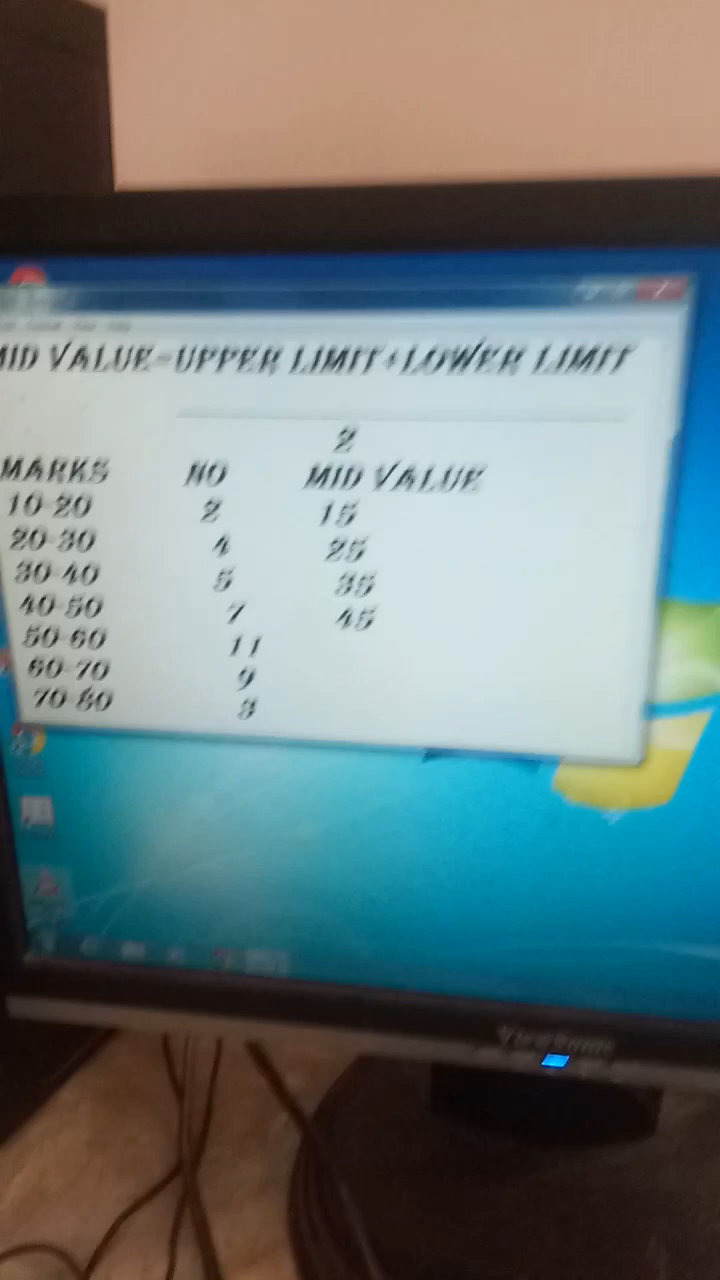 MID VALUE=UPPER LIMIT+LOWER LIMIT
2
MARKS NO MID VALUE
10-20 2 15
20-30 4 25
30-40 5 35
40-50 7 45
50-60 11
60-70 9
70-80 3
ViewSonic